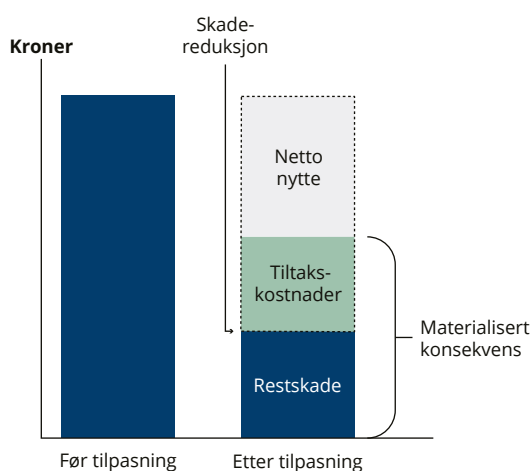 Skade-
reduksjon
Kroner
Netto
nytte
Tiltaks-
kostnader
Materialisert
konsekvens
Restskade
Før tilpasning
Etter tilpasning